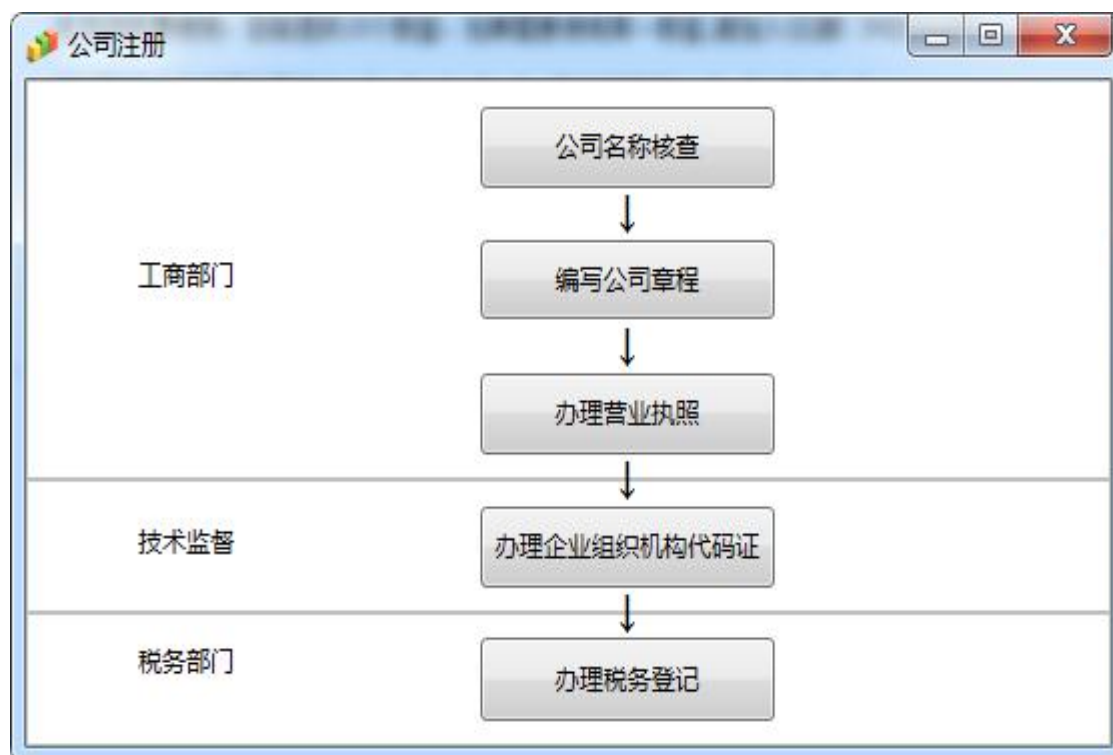 公司注册
公司名称核查
工商部门
编写公司章程
办理营业执照
技术监督
办理企业组织机构代码证
税务部门
办理税务登记